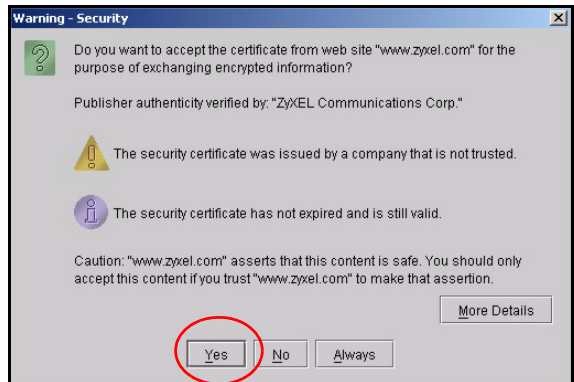 Warning - Security
Do you want to accept the certificate from web site "www.zyxel.com" for the
purpose of exchanging encrypted information?
Publisher authenticity verified by: "ZyXEL Communications Corp."
The security certificate was issued by a company that is not trusted.
The security certificate has not expired and is still valid.
Caution: "www.zyxel.com" asserts that this content is safe. You should only
accept this content if you trust "www.zyxel.com" to make that assertion.
More Details
Yes No Always